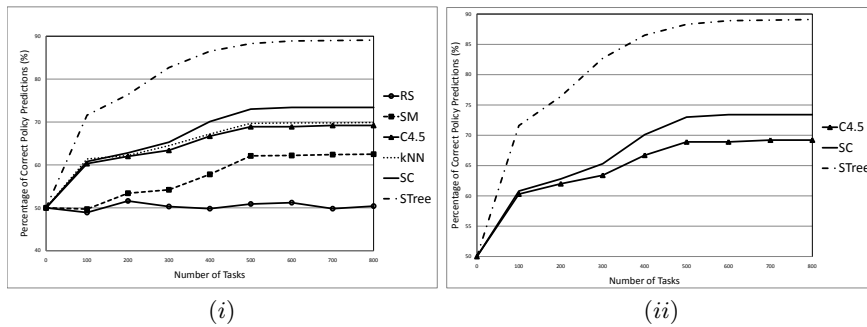 Percentage of Correct Policy Predictions (%)
90
80
70
60
50
40
0 100 200 300 400 500 600 700 800
Number of Tasks
RS
SM
C4.5
kNN
SC
STree
(i)
Percentage of Correct Policy Predictions (%)
90
85
80
75
70
65
60
55
50
0 100 200 300 400 500 600 700 800
Number of Tasks
C4.5
SC
STree
(ii)